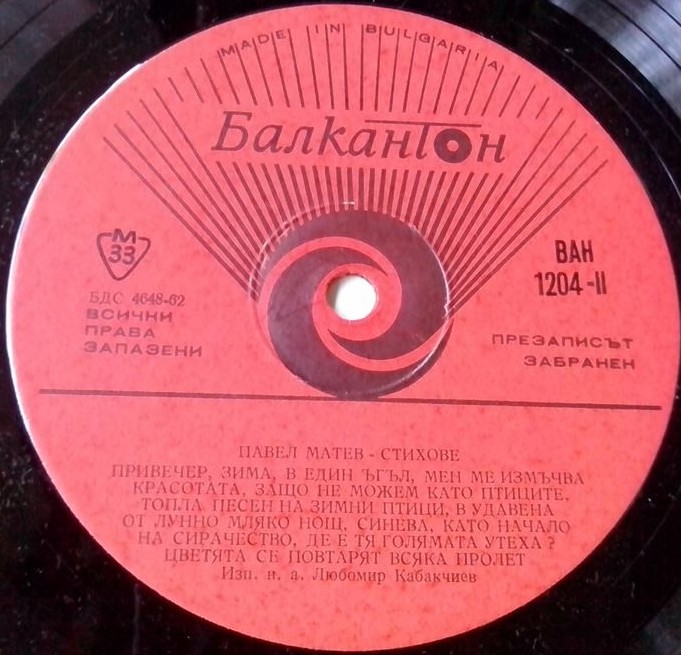 MADE IN BULGARIA
Балкантон
М
33
БДС 4648-62
ВСИЧКИ
ПРАВА
ЗАПАЗЕНИ
ВАН
1204-II
ПРЕЗАПИСЪТ
ЗАБРАНЕН
ПАВЕЛ МАТЕВ - СТИХОВЕ
ПРИВЕЧЕР, ЗИМА, В ЕДИН ЪГЪЛ, МЕН МЕ ИЗМЪЧВА
КРАСОТАТА, ЗАЩО НЕ МОЖЕМ КАТО ПТИЦИТЕ,
ТОПЛА ПЕСЕН НА ЗИМНИ ПТИЦИ, В УДАВЕНА
ОТ ЛУННО МЛЯКО НОЩ, СИНЕВА, КАТО НАЧАЛО
НА СИРАЧЕСТВО, ДЕ Е ТЯ ГОЛЯМАТА УТЕХА?
ЦВЕТЯТА СЕ ПОВТАРЯТ ВСЯКА ПРОЛЕТ
Изп. н. а. Любомир Кабакчиев